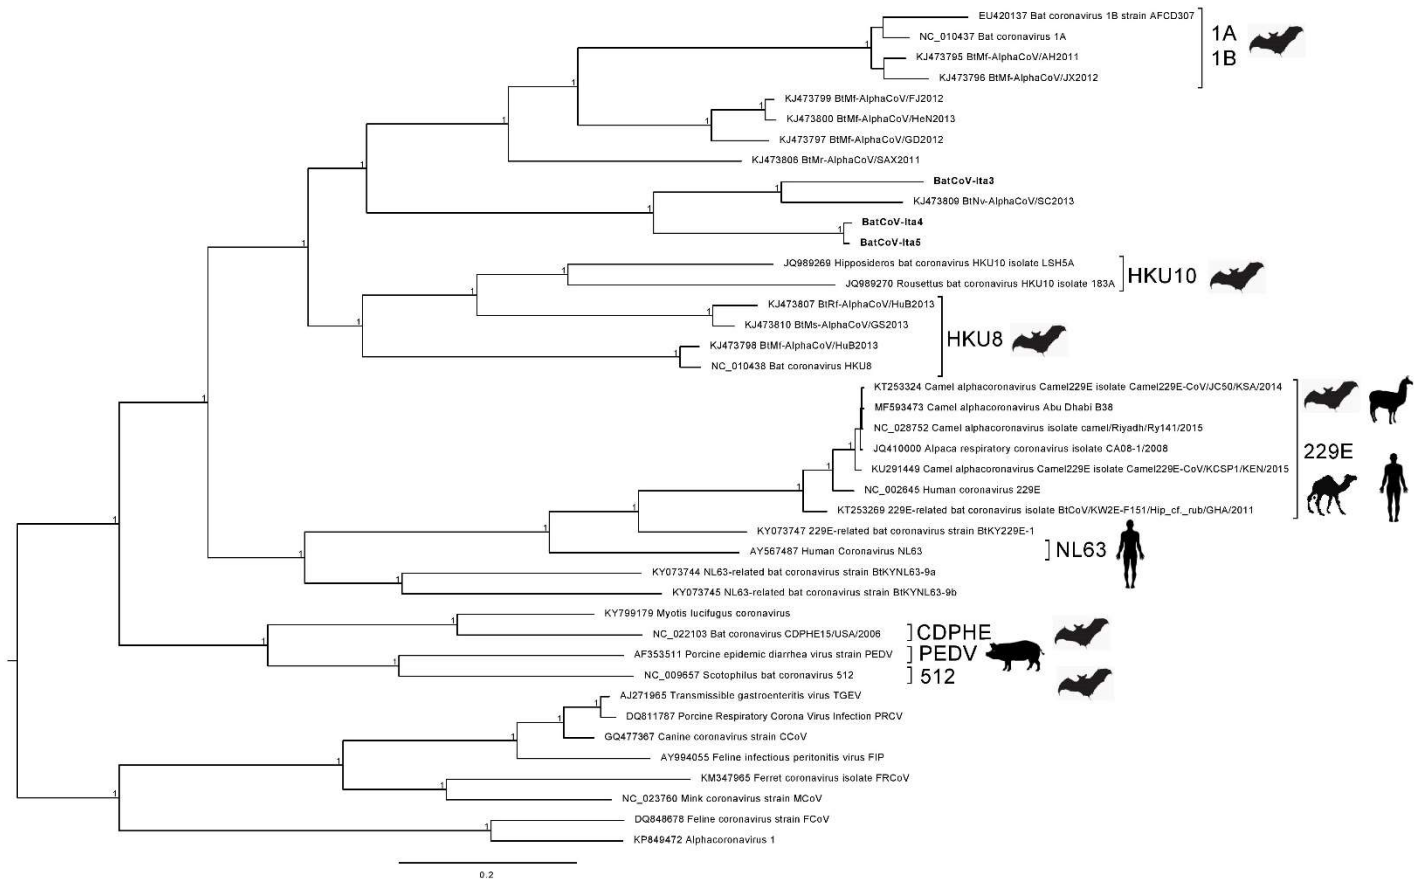 EU420137 Bat coronavirus 1B strain AFCD307
NC_010437 Bat coronavirus 1A
KJ473795 BtMf-AlphaCoV/AH2011
KJ473796 BtMf-AlphaCoV/JX2012
1A
1B
KJ473799 BtMf-AlphaCoV/FJ2012
KJ473800 BtMf-AlphaCoV/HeN2013
KJ473797 BtMf-AlphaCoV/GD2012
KJ473806 BtMr-AlphaCoV/SAX2011
BatCoV-Ita3
KJ473809 BtNv-AlphaCoV/SC2013
BatCoV-Ita4
BatCoV-Ita5
JQ989269 Hipposideros bat coronavirus HKU10 isolate LSH5A
JQ989270 Rousettus bat coronavirus HKU10 isolate 183A
HKU10
KJ473807 BtRf-AlphaCoV/HuB2013
KJ473810 BtMs-AlphaCoV/GS2013
KJ473798 BtMf-AlphaCoV/HuB2013
NC_010438 Bat coronavirus HKU8
HKU8
KT253324 Camel alphacoronavirus Camel229E isolate Camel229E-CoV/JC50/KSA/2014
MF593473 Camel alphacoronavirus Abu Dhabi B38
NC_028752 Camel alphacoronavirus isolate camel/Riyadh/Ry141/2015
JQ410000 Alpaca respiratory coronavirus isolate CA08-1/2008
KU291449 Camel alphacoronavirus Camel229E isolate Camel229E-CoV/KCSP1/KEN/2015
NC_002645 Human coronavirus 229E
KT253269 229E-related bat coronavirus isolate BtCoV/KW2E-F151/Hip_cf._rub/GHA/2011
229E
KY073747 229E-related bat coronavirus strain BtKY229E-1
AY567487 Human Coronavirus NL63
NL63
KY073744 NL63-related bat coronavirus strain BtKYNL63-9a
KY073745 NL63-related bat coronavirus strain BtKYNL63-9b
KY799179 Myotis lucifugus coronavirus
NC_022103 Bat coronavirus CDPHE15/USA/2006
CDPHE
AF353511 Porcine epidemic diarrhea virus strain PEDV
PEDV
NC_009657 Scotophilus bat coronavirus 512
512
AJ271965 Transmissible gastroenteritis virus TGEV
DQ811787 Porcine Respiratory Corona Virus Infection PRCV
GQ477367 Canine coronavirus strain CCoV
AY994055 Feline infectious peritonitis virus FIP
KM347965 Ferret coronavirus isolate FRCoV
NC_023760 Mink coronavirus strain MCoV
DQ848678 Feline coronavirus strain FCoV
KP849472 Alphacoronavirus 1
0.2